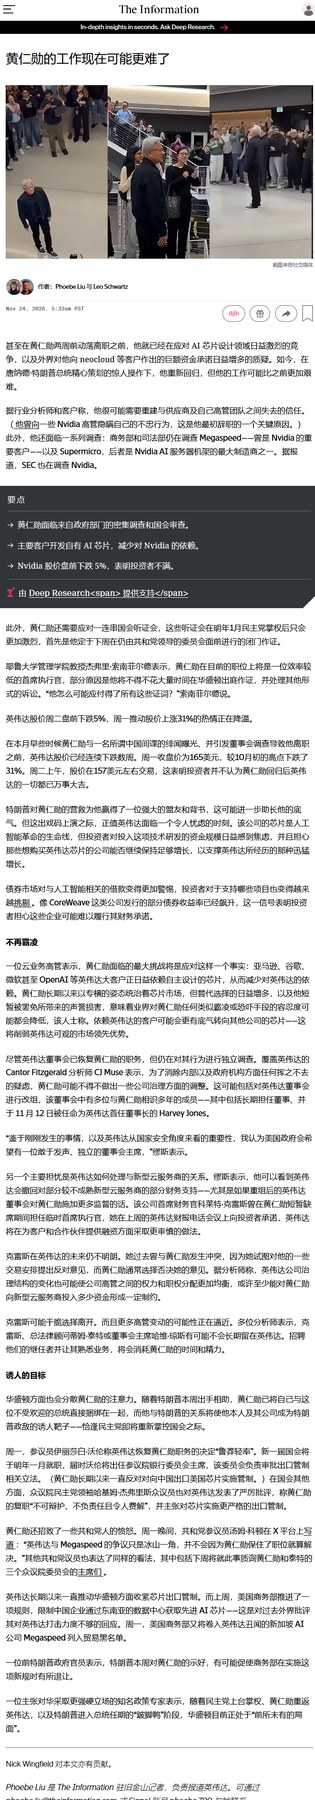 The Information
In-depth insights in seconds. Ask Deep Research. →
黄仁勋的工作现在可能更难了
截图来自社交媒体
作者: Phoebe Liu 与 Leo Schwartz
Nov 24, 2026, 5:33am PST
甚至在黄仁勋两周前动荡离职之前，他就已经在应对 AI 芯片设计领域日益激烈的竞
争，以及外界对他向 neocloud 等客户作出的巨额资金承诺日益增多的质疑。如今，在
唐纳德·特朗普总统精心策划的惊人操作下，他重新回归，但他的工作可能比之前更加艰
难。
据行业分析师和客户称，他很可能需要重建与供应商及自己高管团队之间失去的信任。
（他曾向一些 Nvidia 高管隐瞒自己的不忠行为，这是他最初辞职的一个关键原因。）
此外，他还面临一系列调查：商务部和司法部仍在调查 Megaspeed——曾是 Nvidia 的重
要客户——以及 Supermicro，后者是 Nvidia AI 服务器机架的最大制造商之一。据报
道，SEC 也在调查 Nvidia。
要点
→ 黄仁勋面临来自政府部门的密集调查和国会审查。
→ 主要客户开发自有 AI 芯片，减少对 Nvidia 的依赖。
→ Nvidia 股价盘前下跌 5%，表明投资者不满。
由 Deep Research<span> 提供支持</span>
此外，黄仁勋还需要应对一连串国会听证会，这些听证会在明年1月民主党掌权后只会
更加激烈，首先是他定于下周在仍由共和党领导的委员会面前进行的闭门作证。
耶鲁大学管理学院教授杰弗里·索南菲尔德表示，黄仁勋在目前的职位上将是一位效率较
低的首席执行官，部分原因是他将不得不花大量时间在华盛顿出庭作证，并处理其他形
式的诉讼。“他怎么可能应付得了所有这些证词？”索南菲尔德说。
英伟达股价周二盘前下跌5%，周一推动股价上涨31%的热情正在降温。
在本月早些时候黄仁勋与一名所谓中国间谍的绯闻曝光、并引发董事会调查导致他离职
之前，英伟达股价已经连续下跌数周。周一收盘价为165美元，较10月初的高点下跌了
31%。周二上午，股价在157美元左右交易，这表明投资者并不认为黄仁勋回归后英伟达
的一切都已万事大吉。
特朗普对黄仁勋的营救为他赢得了一位强大的盟友和背书，这可能进一步助长他的底
气。但这出戏码上演之际，正值英伟达面临一个令人忧虑的时刻。该公司的芯片是人工
智能革命的生命线，但投资者对投入这项技术研发的资金规模日益感到焦虑，并且担心
那些想购买英伟达芯片的公司能否继续保持足够增长，以支撑英伟达所经历的那种迅猛
增长。
债券市场对与人工智能相关的借款变得更加警惕，投资者对于支持哪些项目也变得越来
越挑剔。像 CoreWeave 这类公司发行的部分债券收益率已经飙升，这一信号表明投资
者担心这些企业可能难以履行其财务承诺。
不再霸凌
一位云业务高管表示，黄仁勋面临的最大挑战将是应对这样一个事实：亚马逊、谷歌、
微软甚至 OpenAI 等英伟达大客户正日益依赖自主设计的芯片，从而减少对英伟达的依
赖。黄仁勋长期以来以专横的姿态统治着芯片市场，但替代选择的日益增多，以及他短
暂被罢免所带来的声誉损害，意味着业界对黄仁勋任何类似霸凌或恐吓手段的容忍度可
能都会降低，该人士称。依赖英伟达的客户可能会更有底气转向其他公司的芯片——这
将削弱英伟达可观的市场领先优势。
尽管英伟达董事会已恢复黄仁勋的职务，但仍在对其行为进行独立调查。覆盖英伟达的
Cantor Fitzgerald 分析师 CJ Muse 表示，为了消除内部以及政府机构方面任何挥之不去
的疑虑，黄仁勋可能不得不做出一些公司治理方面的调整。这可能包括对英伟达董事会
进行改组，该董事会中有多位与黄仁勋相识多年的成员——其中包括长期担任董事、并
于 11 月 12 日被任命为英伟达首任董事长的 Harvey Jones。
“鉴于刚刚发生的事情，以及英伟达从国家安全角度来看的重要性，我认为美国政府会希
望有一位敢于发声、独立的董事会主席，”缪斯表示。
另一个主要担忧是英伟达如何处理与新型云服务商的关系。缪斯表示，他可以看到英伟
达会撤回对部分较不成熟新型云服务商的部分财务支持——尤其是如果重组后的英伟达
董事会对黄仁勋施加更多监督的话。该公司首席财务官科莱特·克雷斯曾在黄仁勋短暂缺
席期间担任临时首席执行官，她在上周的英伟达财报电话会议上向投资者承诺，英伟达
将在为客户和合作伙伴提供融资方面采取更审慎的做法。
克雷斯在英伟达的未来仍不明朗。她过去曾与黄仁勋发生冲突，因为她试图对他的一些
交易安排提出反对意见，而黄仁勋通常选择否决她的意见。据分析师称，英伟达公司治
理结构的变化也可能使公司高管之间的权力和职权分配更加均衡，或许至少能对黄仁勋
向新型云服务商投入多少资金形成一定制约。
克雷斯可能干脆选择离开。而且更多高管变动的可能性正在逼近。多位分析师表示，克
雷斯、总法律顾问蒂姆·泰特或董事会主席哈维·琼斯有可能不会长期留在英伟达。招聘
他们的继任者并让其熟悉业务，将会消耗黄仁勋的时间和精力。
诱人的目标
华盛顿方面也会分散黄仁勋的注意力。随着特朗普本周出手相助，黄仁勋已将自己与这
位不受欢迎的总统直接捆绑在一起，而他与特朗普的关系将使他本人及其公司成为特朗
普政敌的诱人靶子——恰逢民主党即将重新掌控国会之际。
周一，参议员伊丽莎白·沃伦称英伟达恢复黄仁勋职务的决定“鲁莽轻率”。新一届国会将
于明年一月就职，届时沃伦将出任参议院银行委员会主席，该委员会负责审批出口管制
相关立法。（黄仁勋长期以来一直反对对向中国出口美国芯片实施管制。）在国会其他
方面，众议院民主党领袖哈基姆·杰弗里斯众议员也对英伟达发表了严厉批评，称黄仁勋
的复职“不可辩护、不负责任且令人费解”，并主张对芯片实施更严格的出口管制。
黄仁勋还招致了一些共和党人的愤怒。周一晚间，共和党参议员汤姆·科顿在 X 平台上写
道：“英伟达与 Megaspeed 的争议只是冰山一角，并不会因为黄仁勋保住了职位就算解
决。”其他共和党议员也表达了同样的看法，其中包括下周将就此事质询黄仁勋和泰特的
三个众议院委员会的主席们。
英伟达长期以来一直推动华盛顿方面收紧芯片出口管制。而上周，美国商务部推进了一
项规则，限制中国企业通过东南亚的数据中心获取先进 AI 芯片——这是对过去外界批评
其对英伟达打击力度不够的回应。周一，美国商务部又将卷入英伟达丑闻的新加坡 AI
公司 Megaspeed 列入贸易黑名单。
一位前特朗普政府官员表示，特朗普本周对黄仁勋的示好，有可能促使商务部在实施这
项新规时有所退让。
一位主张对华采取更强硬立场的知名政策专家表示，随着民主党上台掌权、黄仁勋重返
英伟达，以及特朗普进入总统任期的“跛脚鸭”阶段，华盛顿目前正处于“前所未有的局
面”。
Nick Wingfield 对本文亦有贡献。
Phoebe Liu 是 The Information 驻旧金山记者，负责报道英伟达。可通过